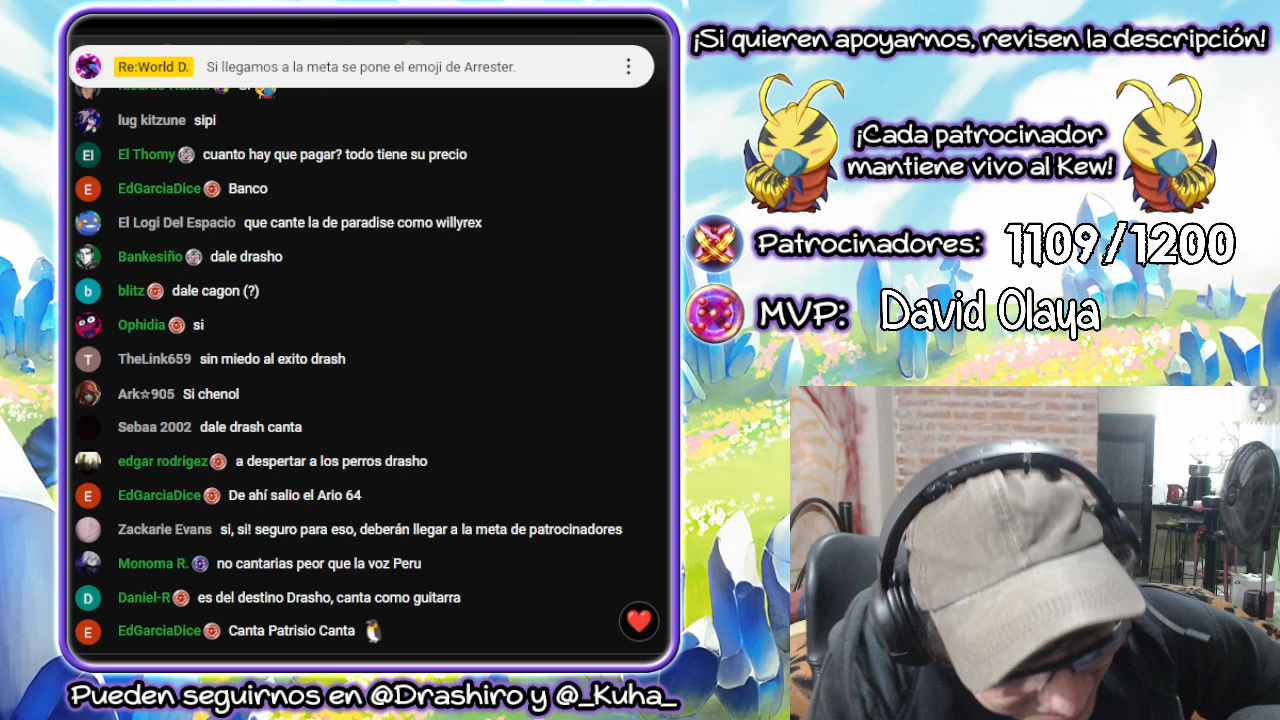 ¡Si quieren apoyarnos, revisen la descripción!
Re:World D. Si llegamos a la meta se pone el emoji de Arrester.
lug kitzune sipi
El El Thomy cuanto hay que pagar? todo tiene su precio
E EdGarciaDice Banco
El Logi Del Espacio que cante la de paradise como willyrex
Bankesiño dale drasho
b blitz dale cagon (?)
Ophidia si
T TheLink659 sin miedo al exito drash
Ark☆905 Si chenol
Sebaa 2002 dale drash canta
edgar rodrigez a despertar a los perros drasho
E EdGarciaDice De ahí salio el Ario 64
Zackarie Evans si, si! seguro para eso, deberán llegar a la meta de patrocinadores
Monoma R. no cantarias peor que la voz Peru
D Daniel-R es del destino Drasho, canta como guitarra
E EdGarciaDice Canta Patrisio Canta 🐧
¡Cada patrocinador
mantiene vivo al Kew!
Patrocinadores: 1109/1200
MVP: David Olaya
Pueden seguirnos en @Drashiro y @_Kuha_